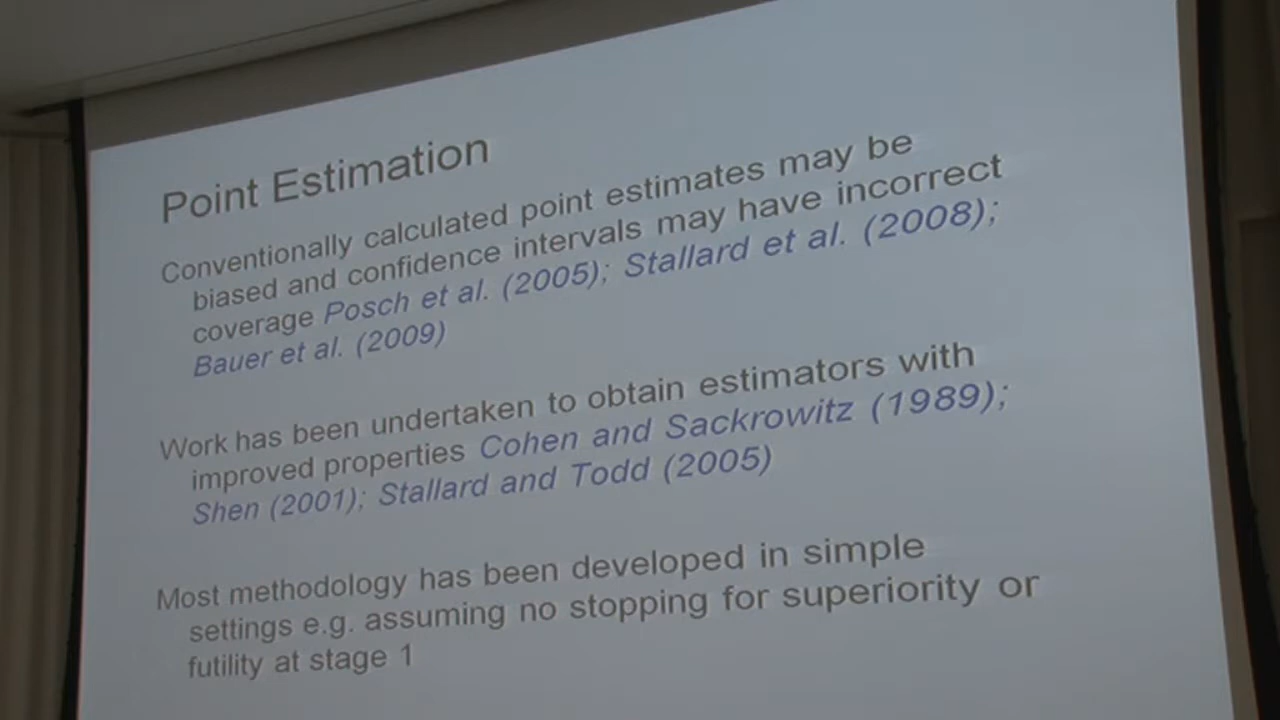 Point Estimation
Conventionally calculated point estimates may be
biased and confidence intervals may have incorrect
coverage Posch et al. (2005); Stallard et al. (2008);
Bauer et al. (2009)
Work has been undertaken to obtain estimators with
improved properties Cohen and Sackrowitz (1989);
Shen (2001); Stallard and Todd (2005)
Most methodology has been developed in simple
settings e.g. assuming no stopping for superiority or
futility at stage 1